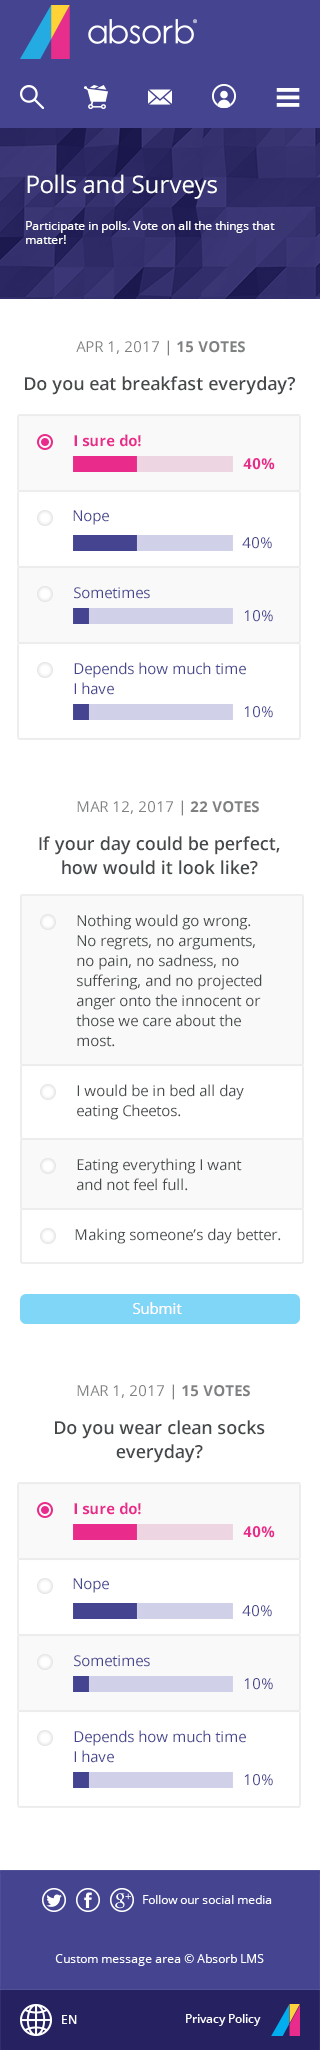 absorb
Polls and Surveys
Participate in polls. Vote on all the things that
matter!
APR 1, 2017 | 15 VOTES
Do you eat breakfast everyday?
I sure do!
40%
Nope
40%
Sometimes
10%
Depends how much time
I have
10%
MAR 12, 2017 | 22 VOTES
If your day could be perfect,
how would it look like?
Nothing would go wrong.
No regrets, no arguments,
no pain, no sadness, no
suffering, and no projected
anger onto the innocent or
those we care about the
most.
I would be in bed all day
eating Cheetos.
Eating everything I want
and not feel full.
Making someone's day better.
Submit
MAR 1, 2017 | 15 VOTES
Do you wear clean socks
everyday?
I sure do!
40%
Nope
40%
Sometimes
10%
Depends how much time
I have
10%
Follow our social media
Custom message area © Absorb LMS
EN
Privacy Policy